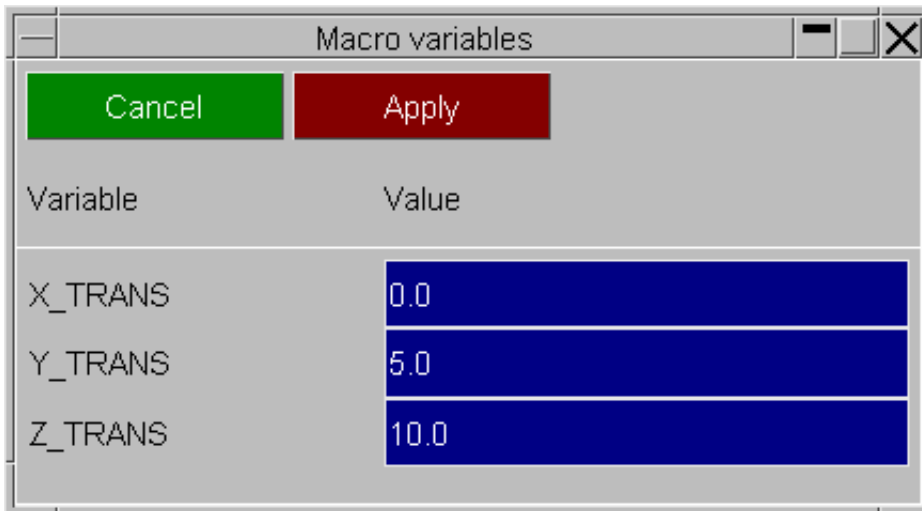 Macro variables
Cancel Apply
Variable Value
X_TRANS 0.0
Y_TRANS 5.0
Z_TRANS 10.0